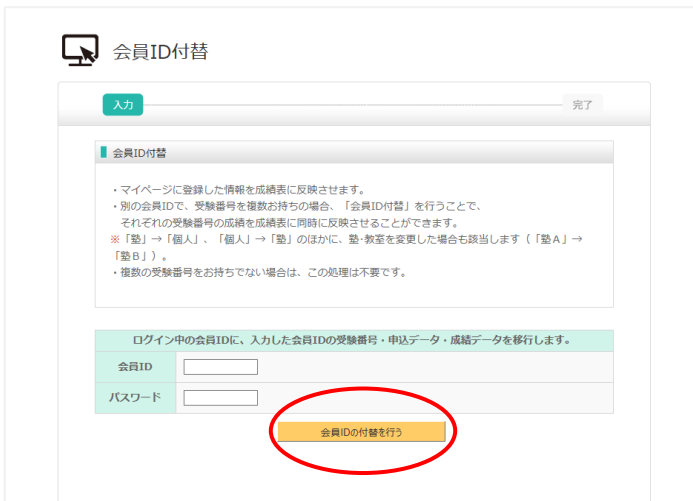 会員ID付替
入力
完了
会員ID付替
・マイページに登録した情報を成績表に反映させます。
・別の会員IDで、受験番号を複数お持ちの場合、「会員ID付替」を行うことで、
それぞれの受験番号の成績を成績表に同時に反映させることができます。
※「塾」→「個人」、「個人」→「塾」のほかに、塾・教室を変更した場合も該当します（「塾Ａ」→
「塾Ｂ」）。
・複数の受験番号をお持ちでない場合は、この処理は不要です。
ログイン中の会員IDに、入力した会員IDの受験番号・申込データ・成績データを移行します。
会員ID
パスワード
会員IDの付替を行う